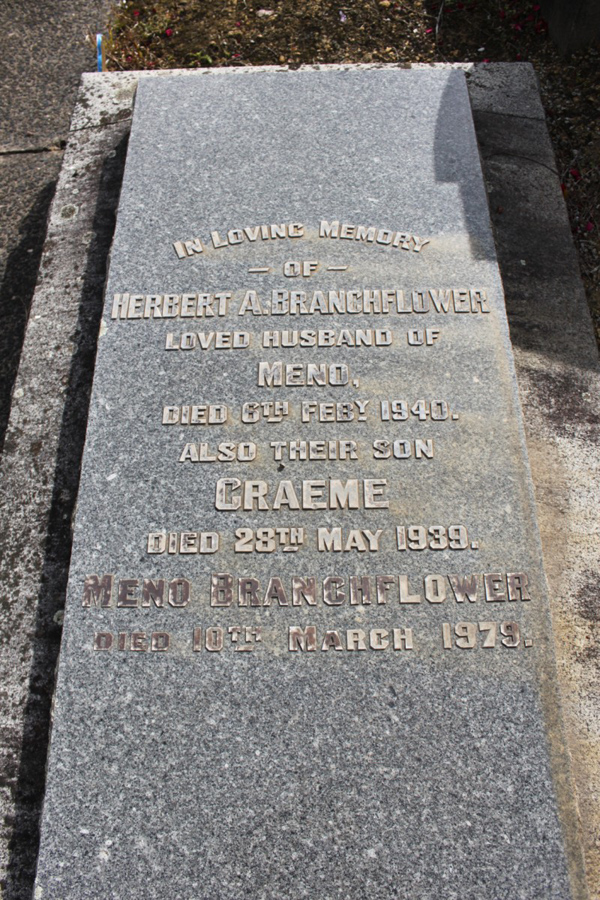 IN LOVING MEMORY
– OF –
HERBERT A. BRANCHFLOWER
LOVED HUSBAND OF
MENO,
DIED 6TH FEBY 1940.
ALSO THEIR SON
GRAEME
DIED 28TH MAY 1939.
MENO BRANCHFLOWER
DIED 10TH MARCH 1979.